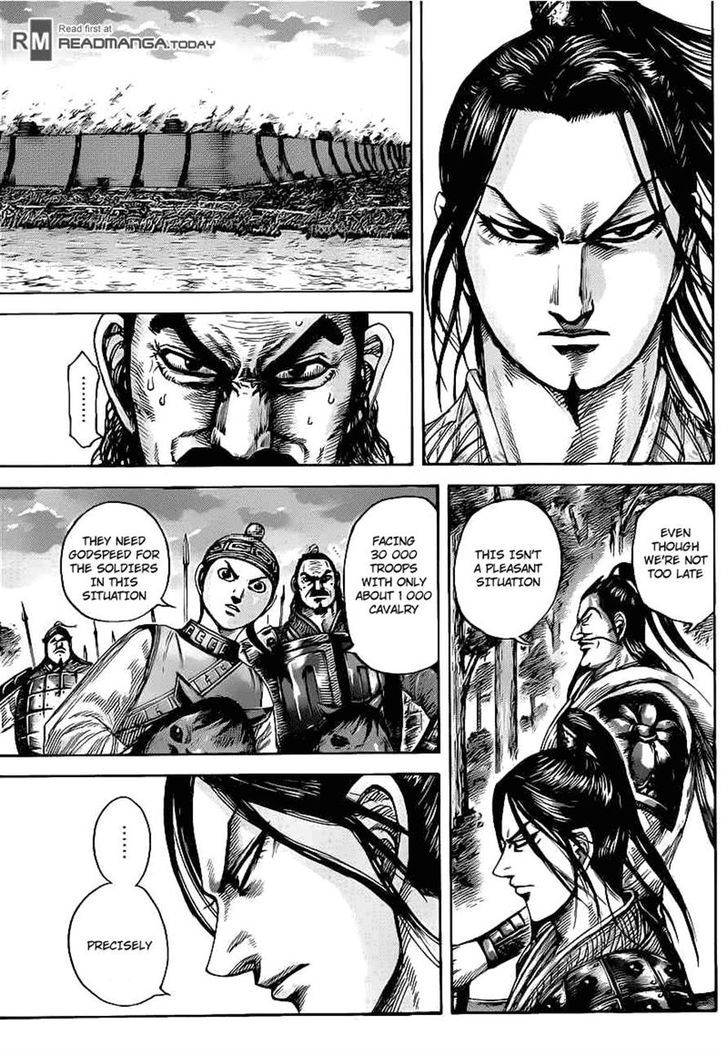 RM
Read first at
READMANGA.TODAY
........
EVEN
THOUGH
WE'RE NOT
TOO LATE
THIS ISN'T
A PLEASANT
SITUATION
FACING
30 000
TROOPS
WITH ONLY
ABOUT 1 000
CAVALRY
THEY NEED
GODSPEED FOR
THE SOLDIERS
IN THIS
SITUATION
......
PRECISELY